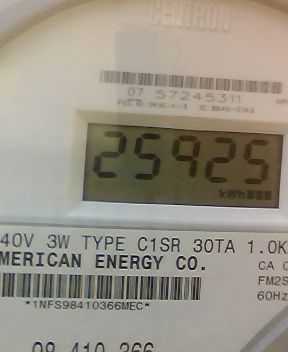 CENTRON
07 57245311
25925
kWh
40V 3W TYPE C1SR 30TA 1.0K
MERICAN ENERGY CO.
CA
FM2S
60Hz
*1NFS98410366MEC*
98 410 366